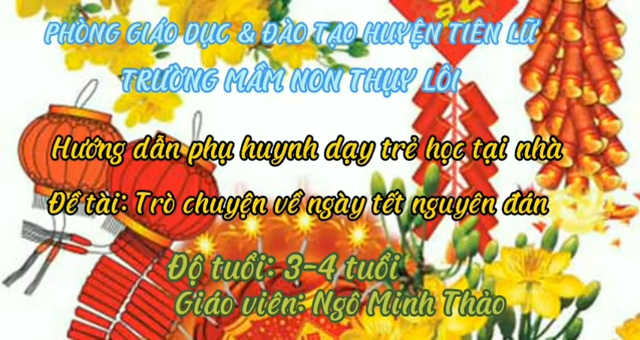 PHÒNG GIÁO DỤC & ĐÀO TẠO HUYỆN TIÊN LỮ
TRƯỜNG MẦM NON THỤY LÔI
Hướng dẫn phụ huynh dạy trẻ học tại nhà
Đề tài: Trò chuyện về ngày tết nguyên đán
Độ tuổi: 3-4 tuổi
Giáo viên: Ngô Minh Thảo